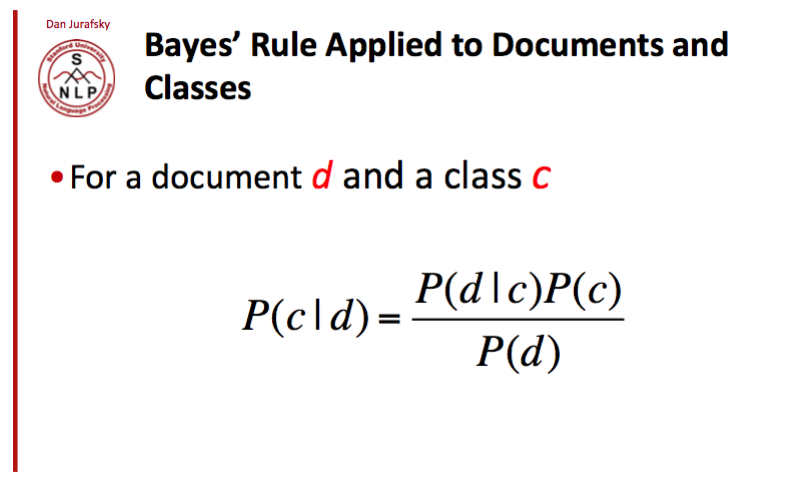 Dan Jurafsky
Stanford University
S
NLP
Natural Language Processing
Bayes’ Rule Applied to Documents and
Classes
• For a document d and a class c
P(c | d) = P(d | c)P(c)
P(d)